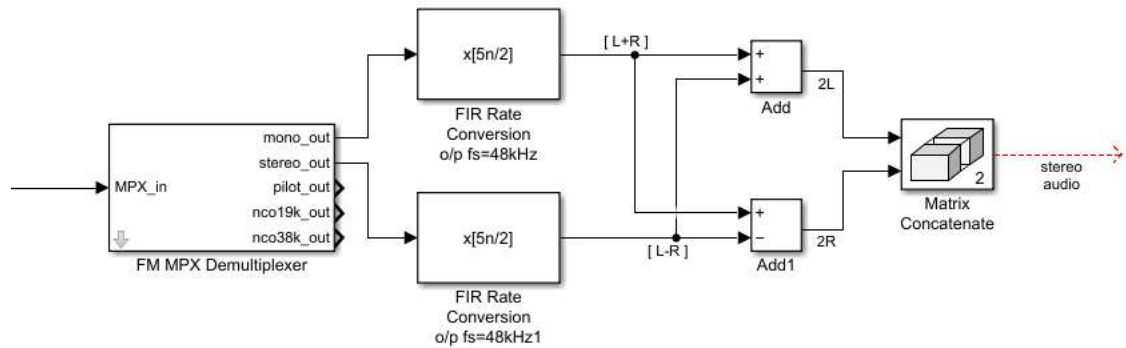 MPX_in
mono_out
stereo_out
pilot_out
nco19k_out
nco38k_out
FM MPX Demultiplexer
x[5n/2]
FIR Rate
Conversion
o/p fs=48kHz
x[5n/2]
FIR Rate
Conversion
o/p fs=48kHz1
[ L+R ]
[ L-R ]
+
+
Add
2L
+
−
Add1
2R
2
Matrix
Concatenate
stereo
audio